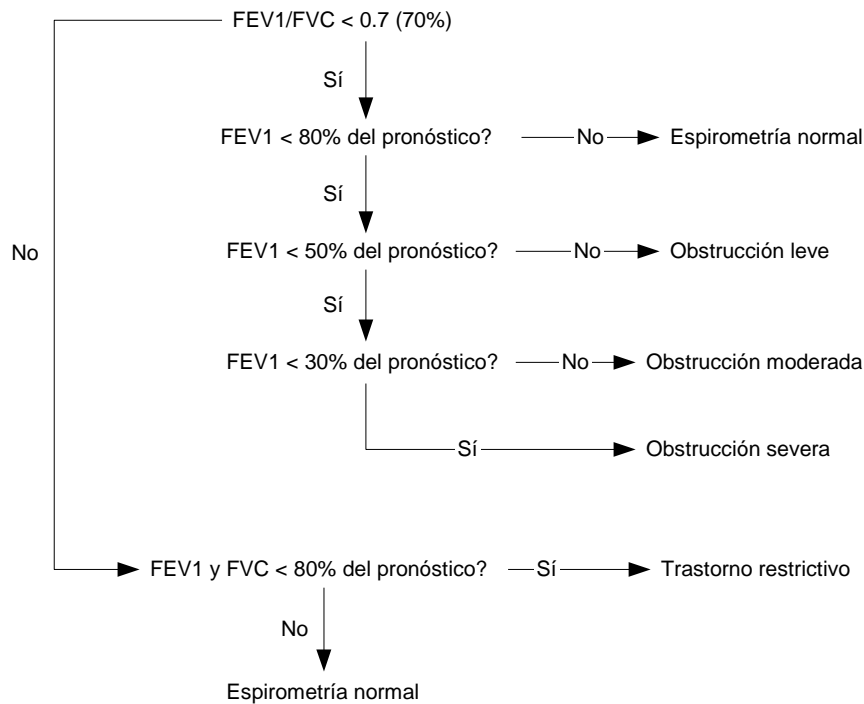 FEV1/FVC < 0.7 (70%)
Sí
FEV1 < 80% del pronóstico? No Espirometría normal
Sí
No FEV1 < 50% del pronóstico? No Obstrucción leve
Sí
FEV1 < 30% del pronóstico? No Obstrucción moderada
Sí Obstrucción severa
FEV1 y FVC < 80% del pronóstico? Sí Trastorno restrictivo
No
Espirometría normal